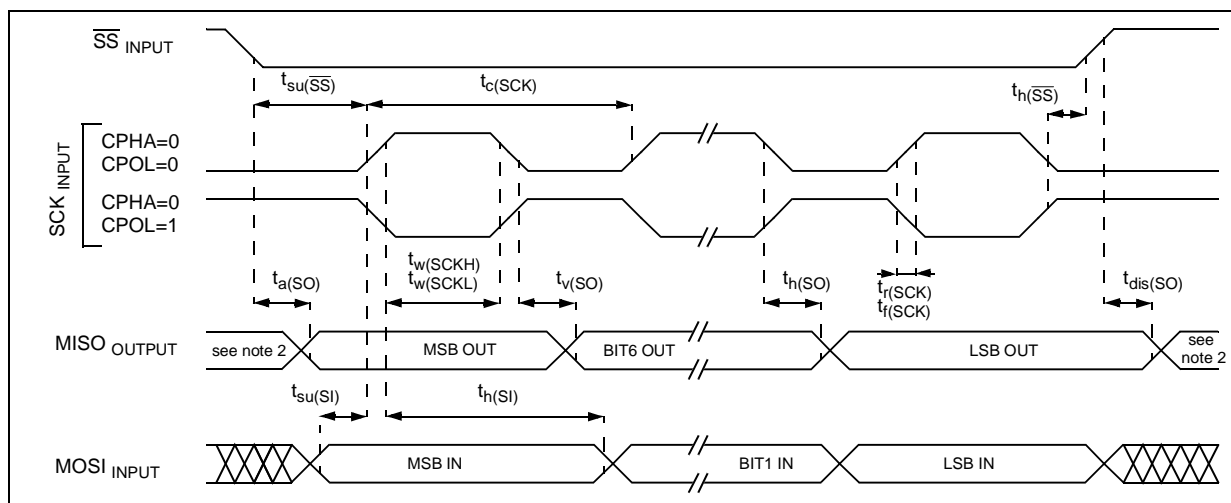 SS INPUT
tsu(SS)
tc(SCK)
th(SS)
SCK INPUT
CPHA=0
CPOL=0
CPHA=0
CPOL=1
ta(SO)
tw(SCKH)
tw(SCKL)
tv(SO)
th(SO)
tr(SCK)
tf(SCK)
tdis(SO)
MISO OUTPUT
see note 2
MSB OUT
BIT6 OUT
LSB OUT
see
note 2
tsu(SI)
th(SI)
MOSI INPUT
MSB IN
BIT1 IN
LSB IN